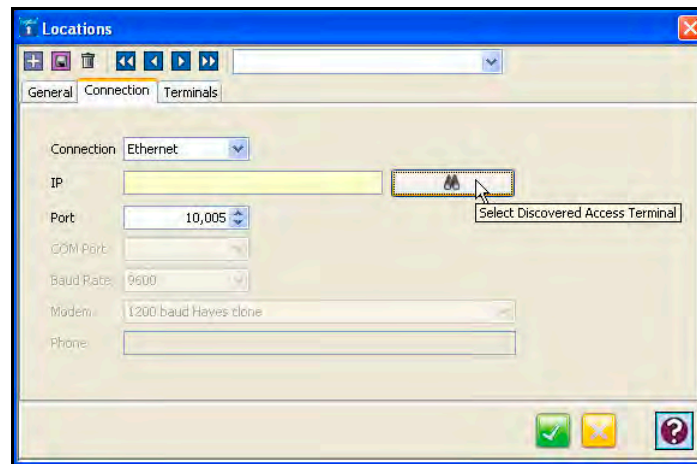 Locations
General Connection Terminals
Connection Ethernet
IP
Port 10,005
Select Discovered Access Terminal
COM Port
Baud Rate 9600
Modem 1200 baud Hayes clone
Phone